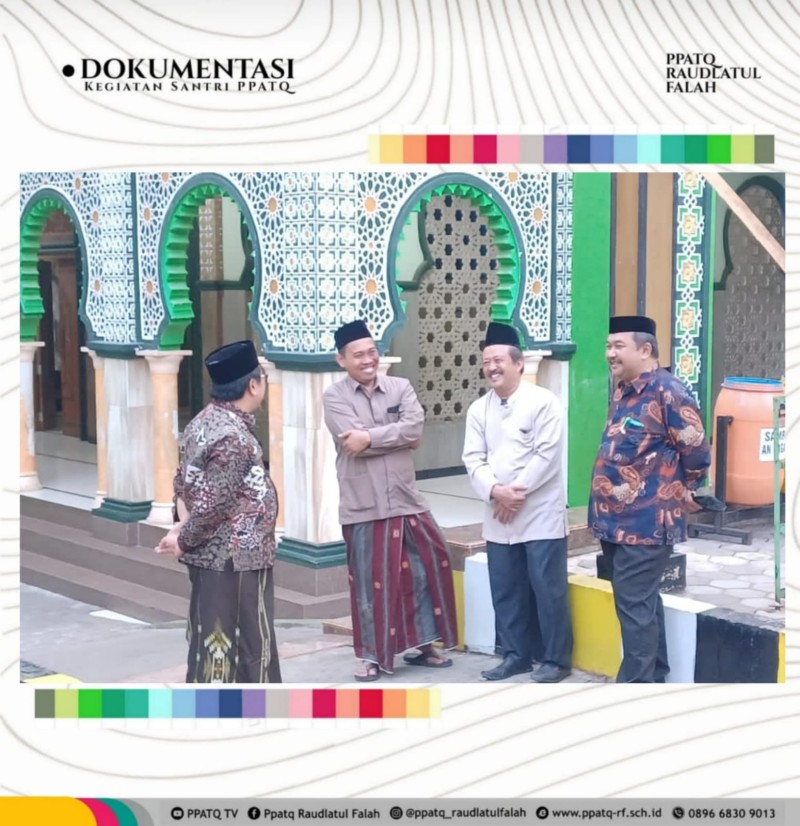 • DOKUMENTASI
KEGIATAN SANTRI PPATQ
PPATQ
RAUDLATUL
FALAH
PPATQ TV
Ppatq Raudlatul Falah
@ppatq_raudlatulfalah
www.ppatq-rf.sch.id
0896 6830 9013